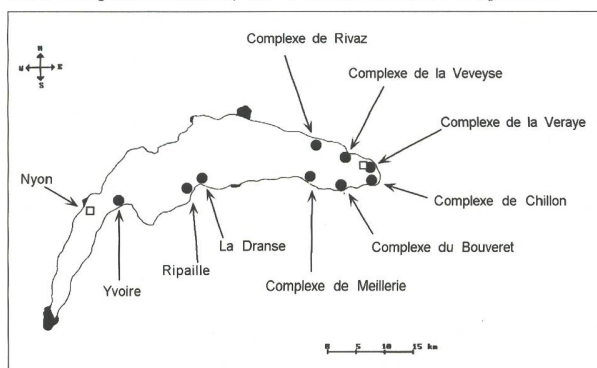 Complexe de Rivaz
N
W E
S
Complexe de la Veveyse
Complexe de la Veraye
Nyon
Complexe de Chillon
La Dranse
Complexe du Bouveret
Ripaille
Yvoire
Complexe de Meillerie
0 5 10 15 km